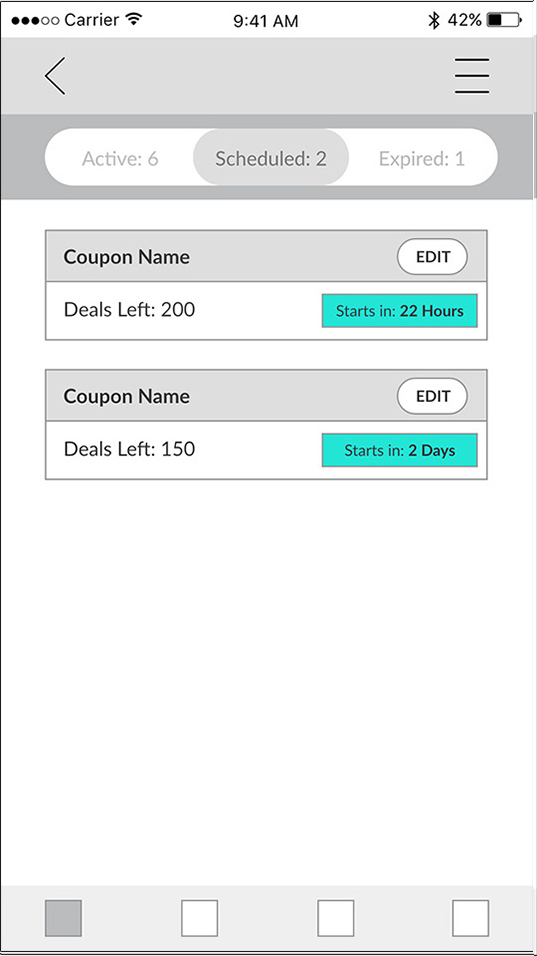 Carrier 9:41 AM 42%
Active: 6 Scheduled: 2 Expired: 1
Coupon Name EDIT
Deals Left: 200 Starts in: 22 Hours
Coupon Name EDIT
Deals Left: 150 Starts in: 2 Days